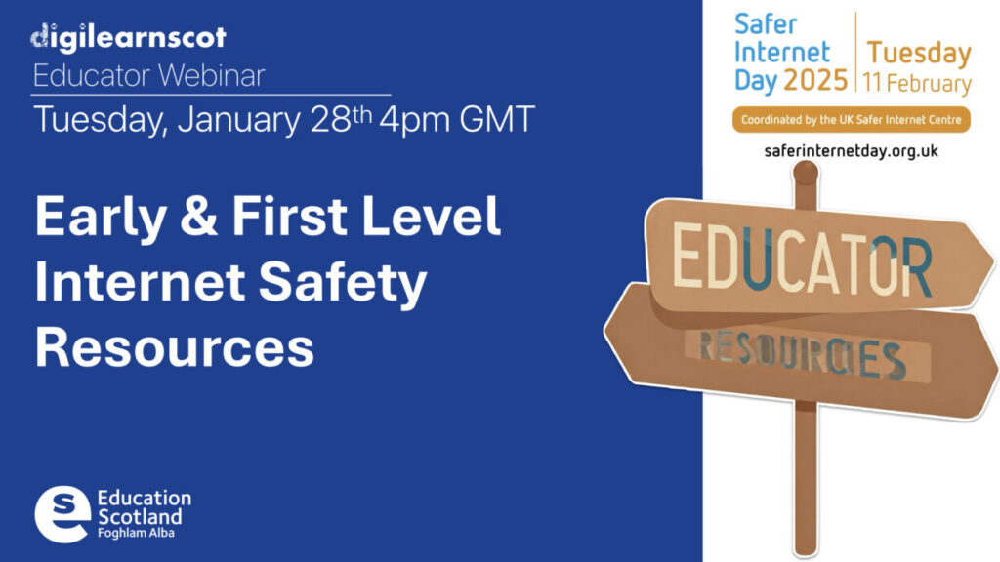 digilearnscot
Educator Webinar
Tuesday, January 28th 4pm GMT
Early & First Level
Internet Safety
Resources
Education
Scotland
Foghlam Alba
Safer
Internet
Day 2025
Tuesday
11 February
Coordinated by the UK Safer Internet Centre
saferinternetday.org.uk
EDUCATOR